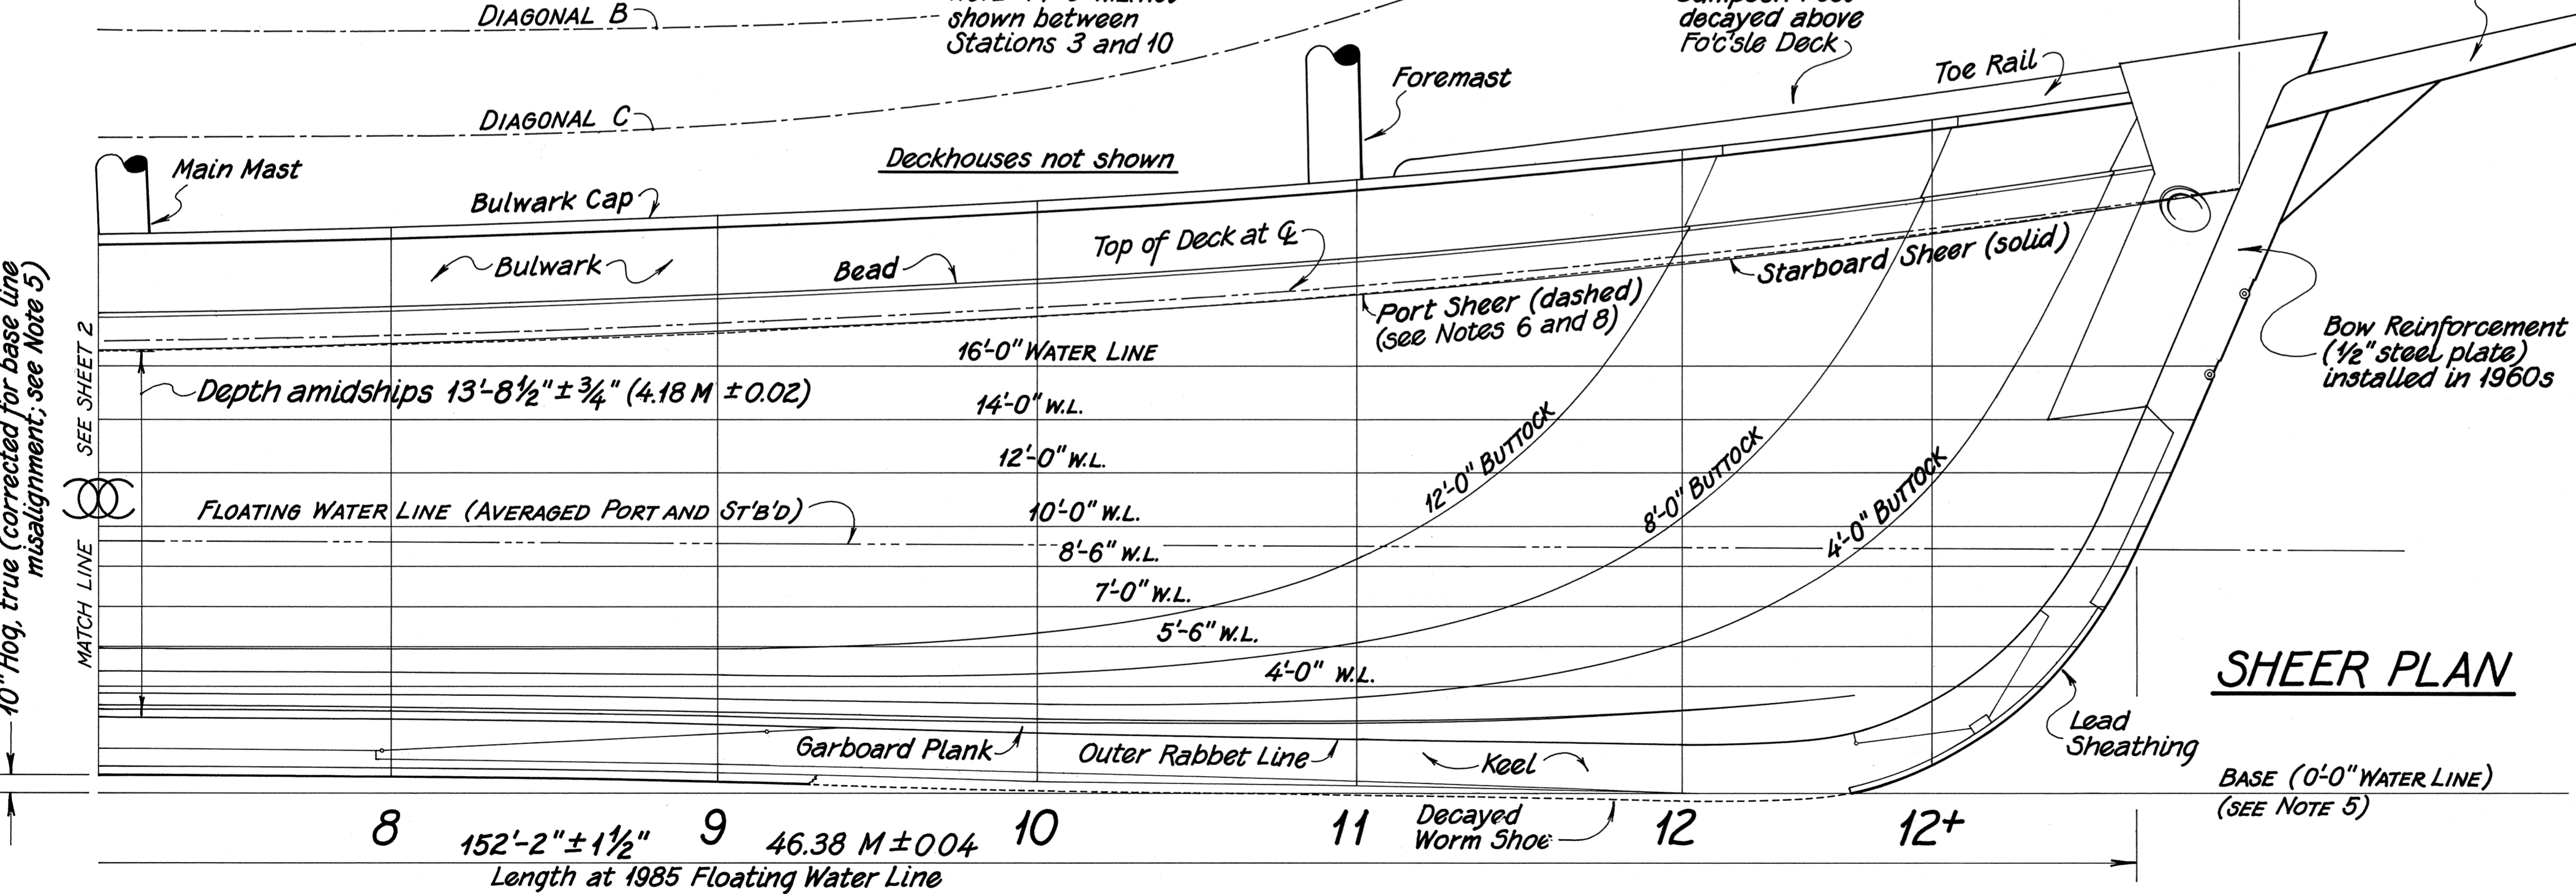 DIAGONAL B
shown between
Stations 3 and 10
decayed above
Fo'c'sle Deck
Toe Rail
Foremast
DIAGONAL C
Main Mast
Deckhouses not shown
Bulwark Cap
Top of Deck at ℄
Bulwark
Bead
Starboard Sheer (solid)
Port Sheer (dashed)
(see Notes 6 and 8)
Bow Reinforcement
(1/2" steel plate)
installed in 1960s
10" Hog, true (corrected for base line
misalignment; see Note 5)
MATCH LINE SEE SHEET 2
16'-0" WATER LINE
Depth amidships 13'-8 1/2" ± 3/4" (4.18 M ± 0.02)
14'-0" W.L.
12'-0" W.L.
12'-0" BUTTOCK
8'-0" BUTTOCK
4'-0" BUTTOCK
FLOATING WATER LINE (AVERAGED PORT AND ST'B'D)
10'-0" W.L.
8'-6" W.L.
7'-0" W.L.
5'-6" W.L.
4'-0" W.L.
SHEER PLAN
Garboard Plank
Outer Rabbet Line
Keel
Lead
Sheathing
BASE (0'-0" WATER LINE)
(SEE NOTE 5)
Decayed
Worm Shoe
8 9 10 11 12 12+
152'-2" ± 1 1/2" 46.38 M ± 004
Length at 1985 Floating Water Line